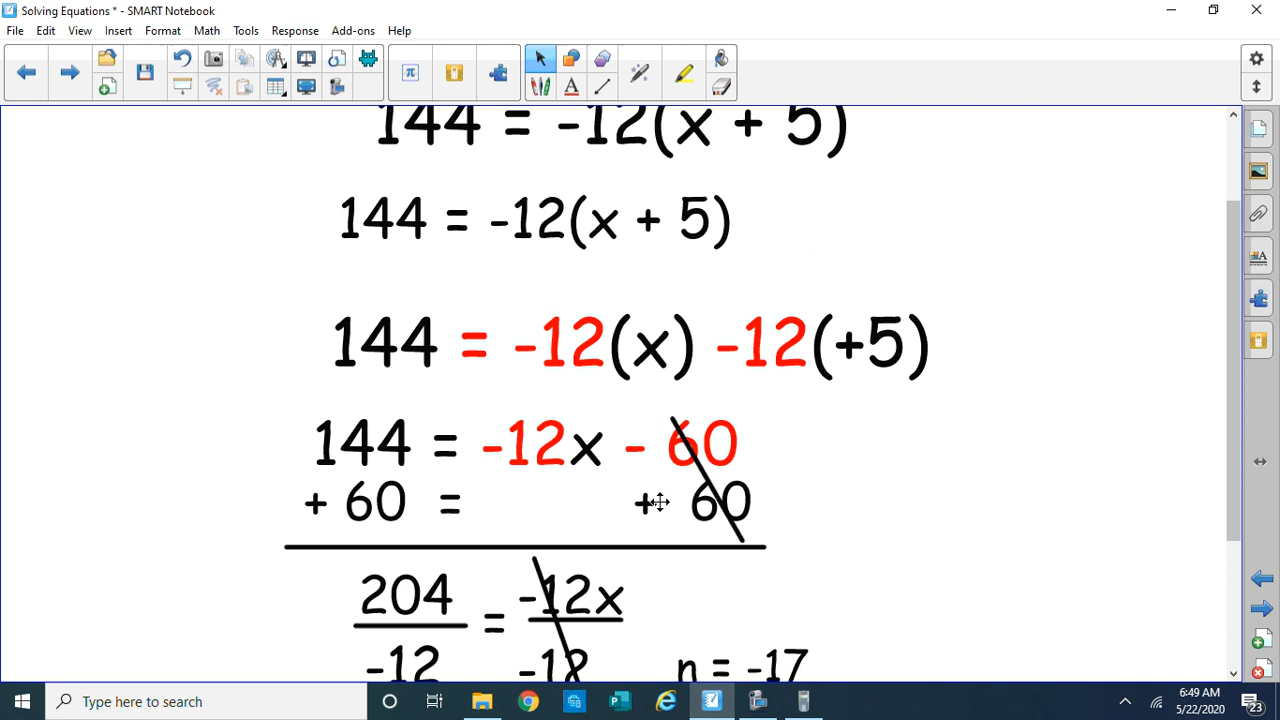 Solving Equations * - SMART Notebook
File Edit View Insert Format Math Tools Response Add-ons Help
144 = -12(x + 5)
144 = -12(x + 5)
144 = -12(x) -12(+5)
144 = -12x - 60
+ 60 = + 60
204 = -12x
-12 -12 n = -17
Type here to search
6:49 AM
5/22/2020
23